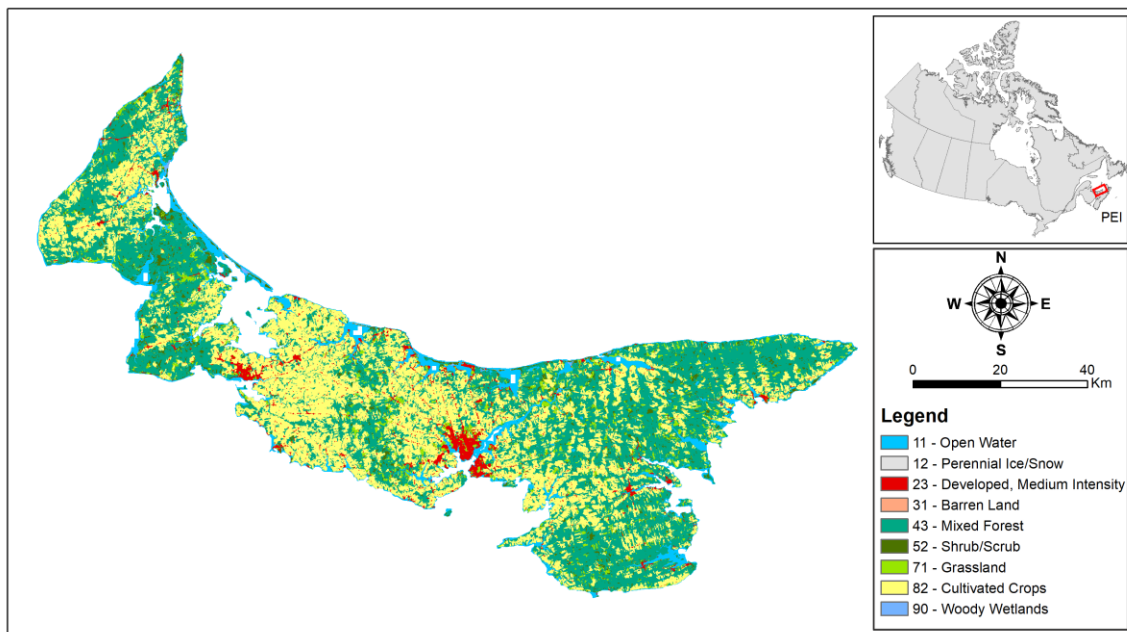 PEI
N
W E
S
0 20 40
Km
Legend
11 - Open Water
12 - Perennial Ice/Snow
23 - Developed, Medium Intensity
31 - Barren Land
43 - Mixed Forest
52 - Shrub/Scrub
71 - Grassland
82 - Cultivated Crops
90 - Woody Wetlands